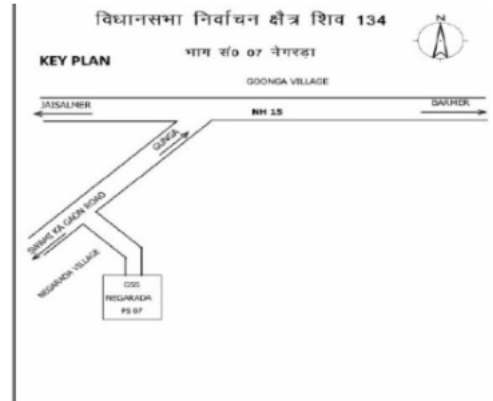 विधानसभा निर्वाचन क्षैत्र शिव 134
N
भाग सं0 07 नेगरड़ा
KEY PLAN
GOONGA VILLAGE
JAISALMER
BARMER
NH 15
GUNGA
KA GAON ROAD
NEGARADA VILLAGE
GSS
NEGARADA
PS 07